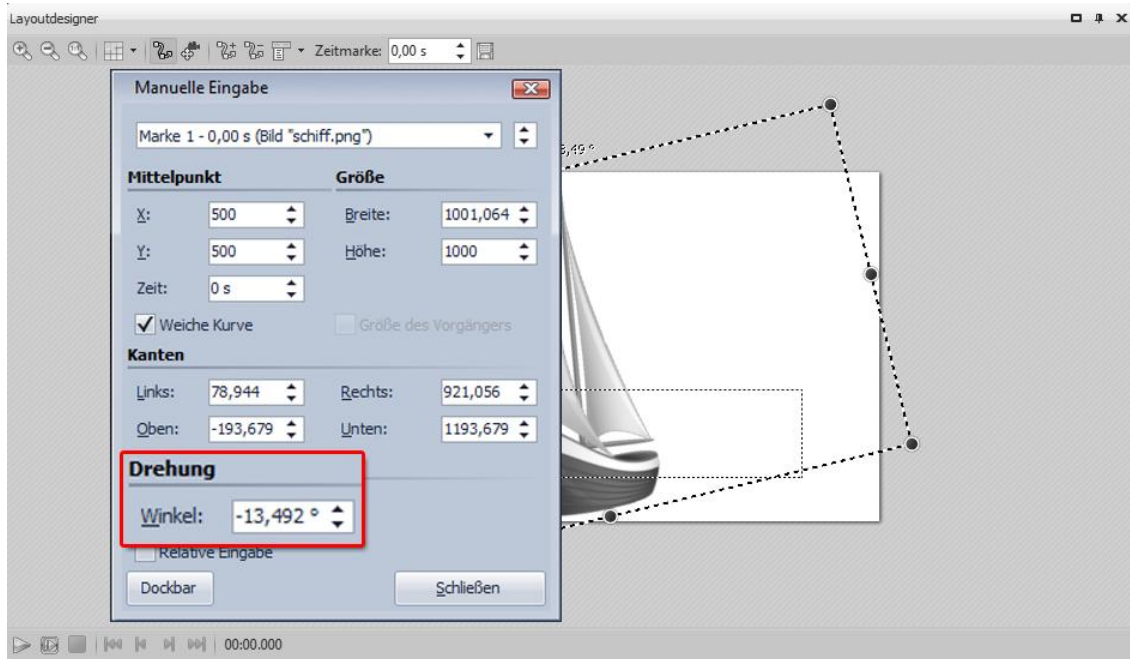 Layoutdesigner
Zeitmarke: 0,00 s
Manuelle Eingabe
Marke 1 - 0,00 s (Bild "schiff.png")
Mittelpunkt Größe
X: 500 Breite: 1001,064
Y: 500 Höhe: 1000
Zeit: 0 s
Weiche Kurve Größe des Vorgängers
Kanten
Links: 78,944 Rechts: 921,056
Oben: -193,679 Unten: 1193,679
Drehung
Winkel: -13,492 °
Relative Eingabe
Dockbar Schließen
00:00.000